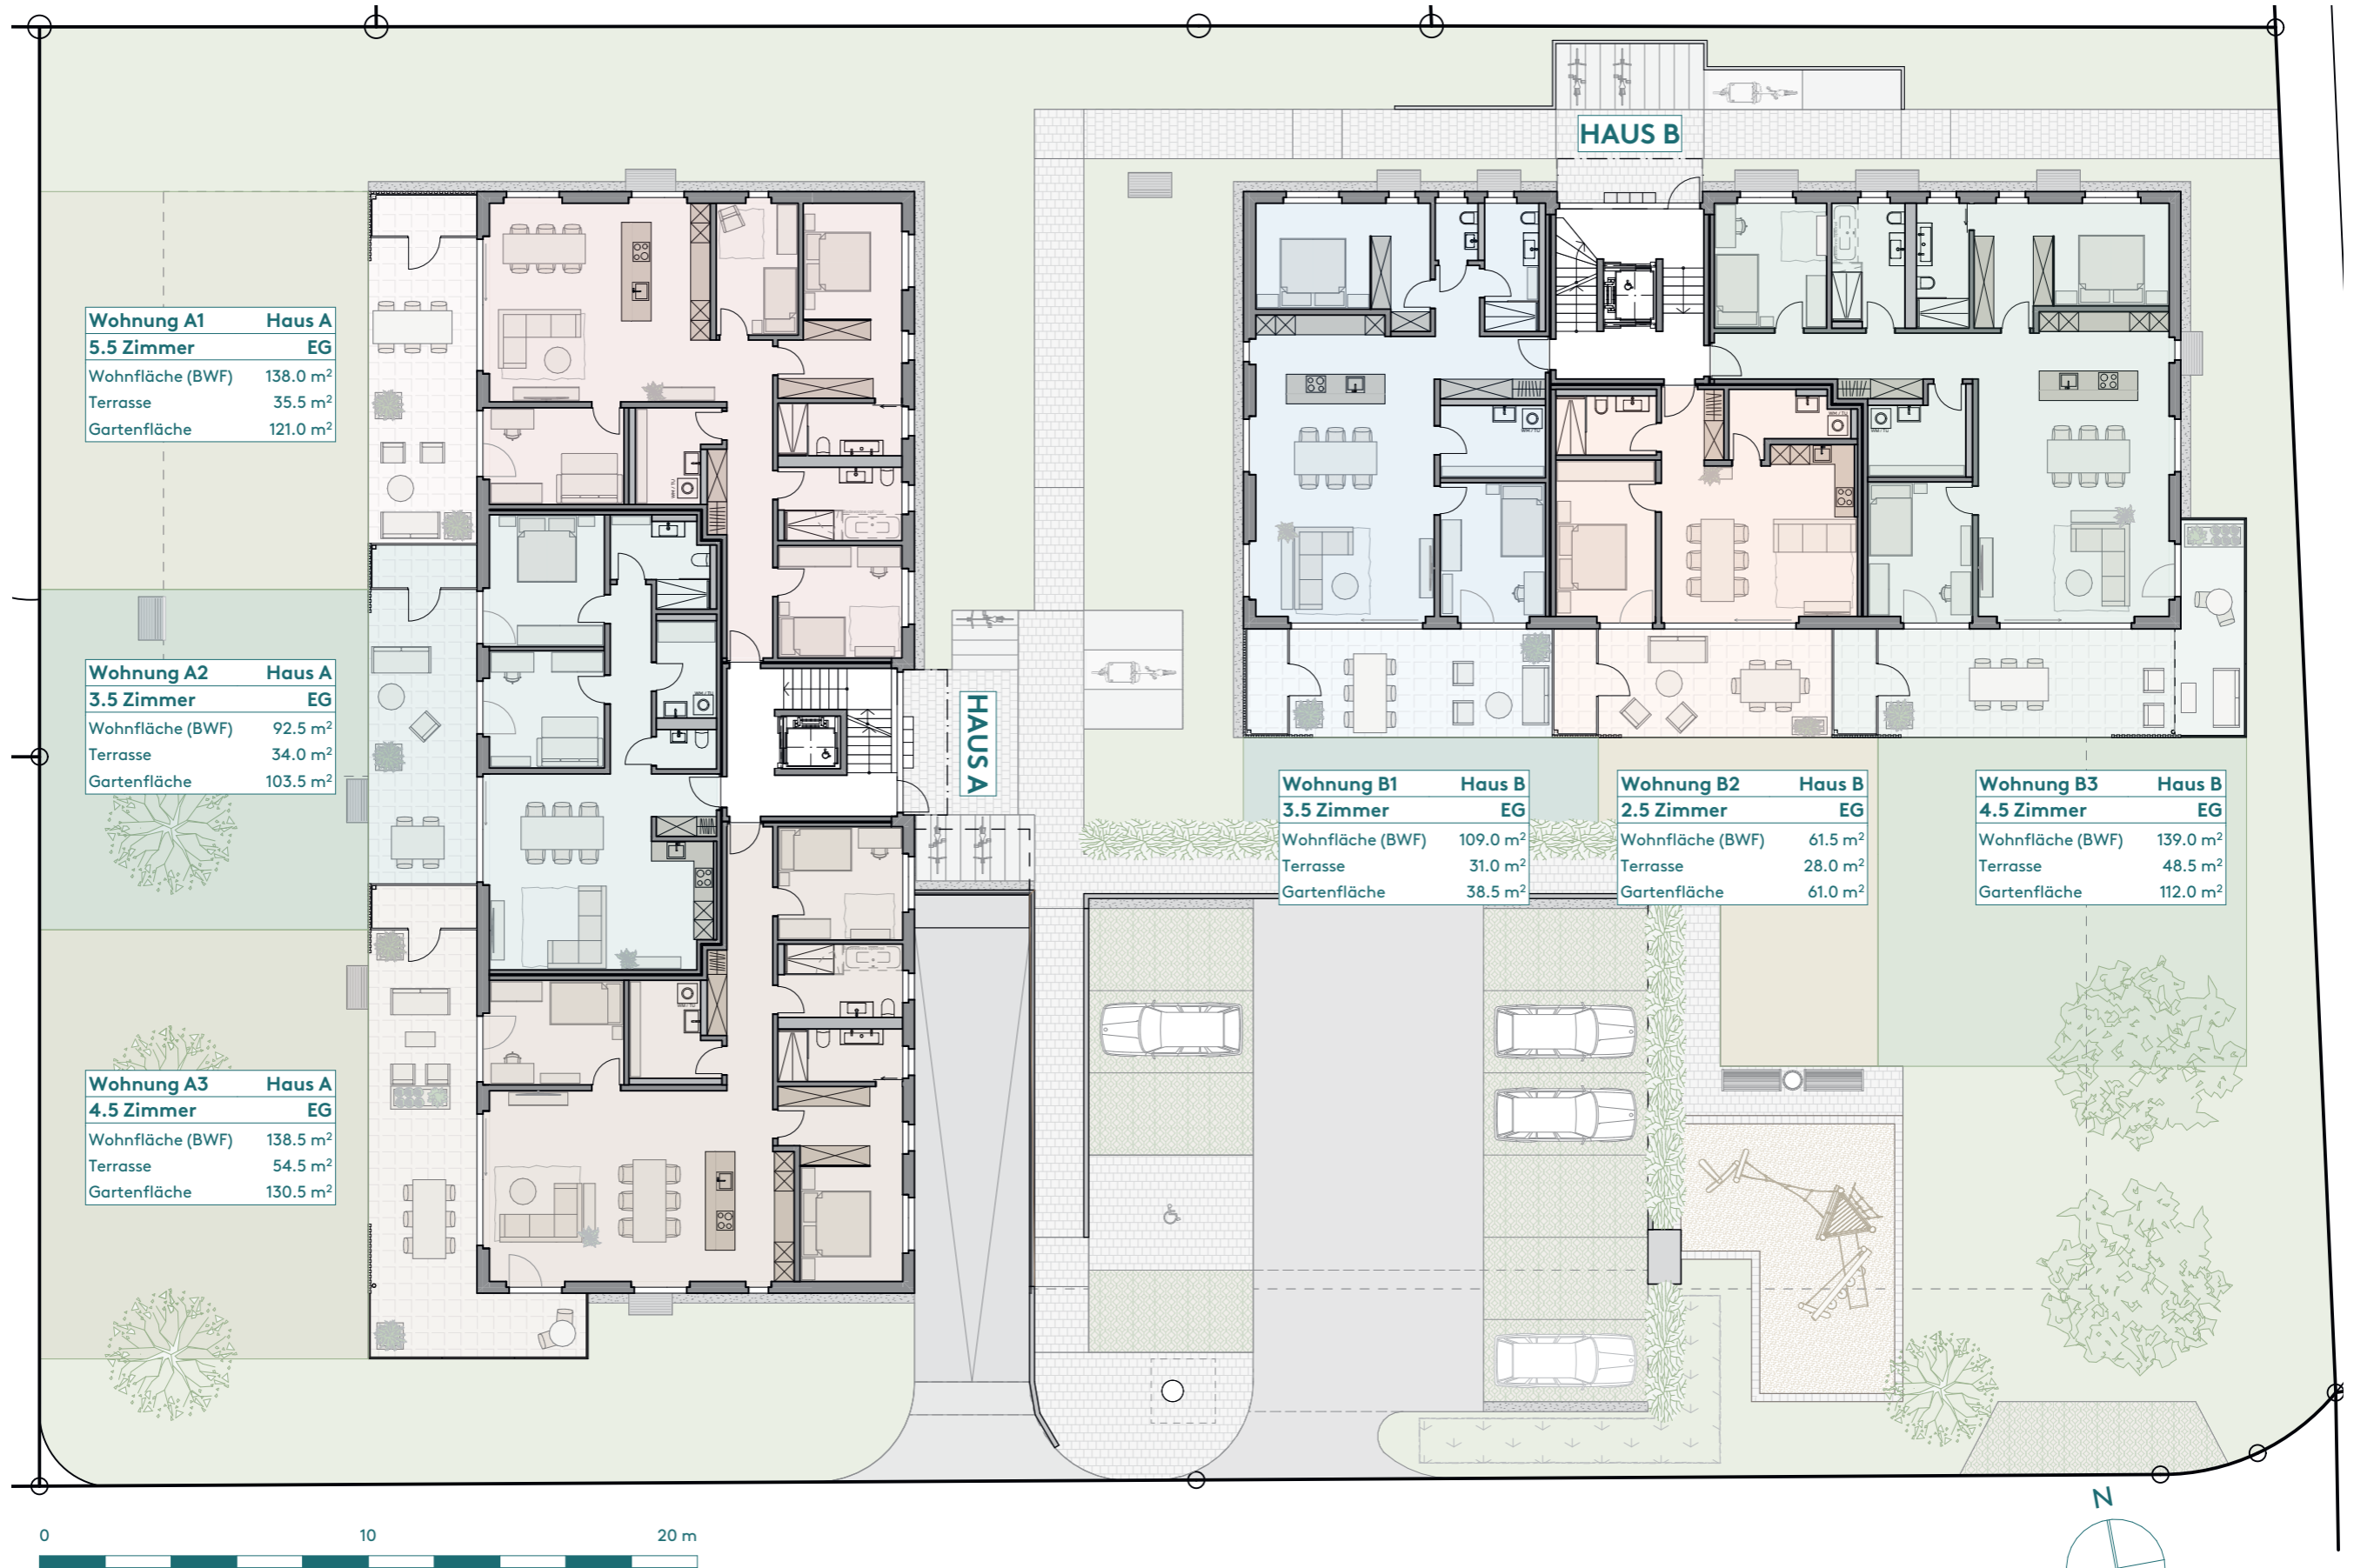 HAUS B
Wohnung A1 Haus A
5.5 Zimmer EG
Wohnfläche (BWF) 138.0 m²
Terrasse 35.5 m²
Gartenfläche 121.0 m²
Wohnung A2 Haus A
3.5 Zimmer EG
Wohnfläche (BWF) 92.5 m²
Terrasse 34.0 m²
Gartenfläche 103.5 m²
HAUS A
Wohnung B1 Haus B
3.5 Zimmer EG
Wohnfläche (BWF) 109.0 m²
Terrasse 31.0 m²
Gartenfläche 38.5 m²
Wohnung B2 Haus B
2.5 Zimmer EG
Wohnfläche (BWF) 61.5 m²
Terrasse 28.0 m²
Gartenfläche 61.0 m²
Wohnung B3 Haus B
4.5 Zimmer EG
Wohnfläche (BWF) 139.0 m²
Terrasse 48.5 m²
Gartenfläche 112.0 m²
Wohnung A3 Haus A
4.5 Zimmer EG
Wohnfläche (BWF) 138.5 m²
Terrasse 54.5 m²
Gartenfläche 130.5 m²
N
0 10 20 m